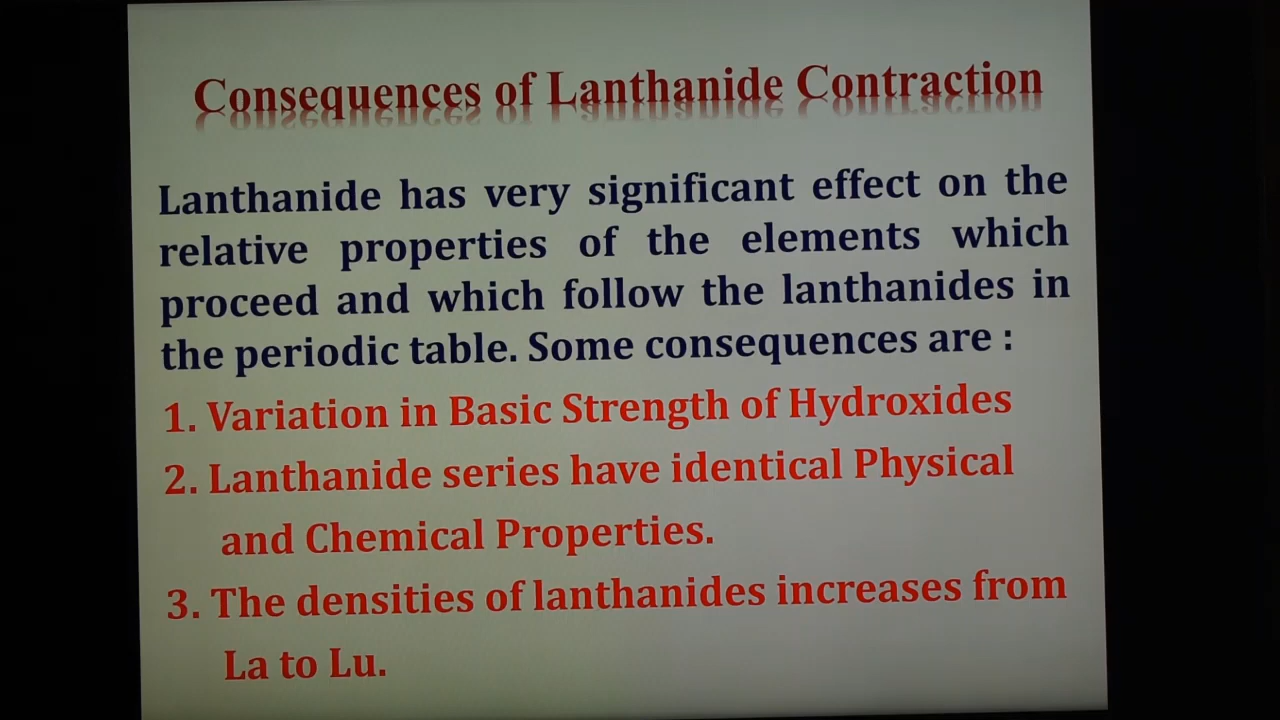 Consequences of Lanthanide Contraction
Lanthanide has very significant effect on the
relative properties of the elements which
proceed and which follow the lanthanides in
the periodic table. Some consequences are :
1. Variation in Basic Strength of Hydroxides
2. Lanthanide series have identical Physical
and Chemical Properties.
3. The densities of lanthanides increases from
La to Lu.